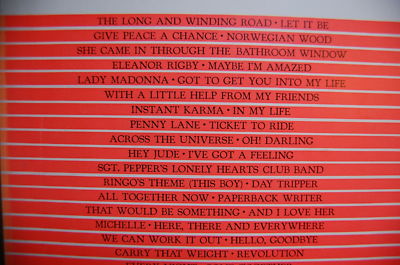 THE LONG AND WINDING ROAD • LET IT BE
GIVE PEACE A CHANCE • NORWEGIAN WOOD
SHE CAME IN THROUGH THE BATHROOM WINDOW
ELEANOR RIGBY • MAYBE I'M AMAZED
LADY MADONNA • GOT TO GET YOU INTO MY LIFE
WITH A LITTLE HELP FROM MY FRIENDS
INSTANT KARMA • IN MY LIFE
PENNY LANE • TICKET TO RIDE
ACROSS THE UNIVERSE • OH! DARLING
HEY JUDE • I'VE GOT A FEELING
SGT. PEPPER'S LONELY HEARTS CLUB BAND
RINGO'S THEME (THIS BOY) • DAY TRIPPER
ALL TOGETHER NOW • PAPERBACK WRITER
THAT WOULD BE SOMETHING • AND I LOVE HER
MICHELLE • HERE, THERE AND EVERYWHERE
WE CAN WORK IT OUT • HELLO, GOODBYE
CARRY THAT WEIGHT • REVOLUTION